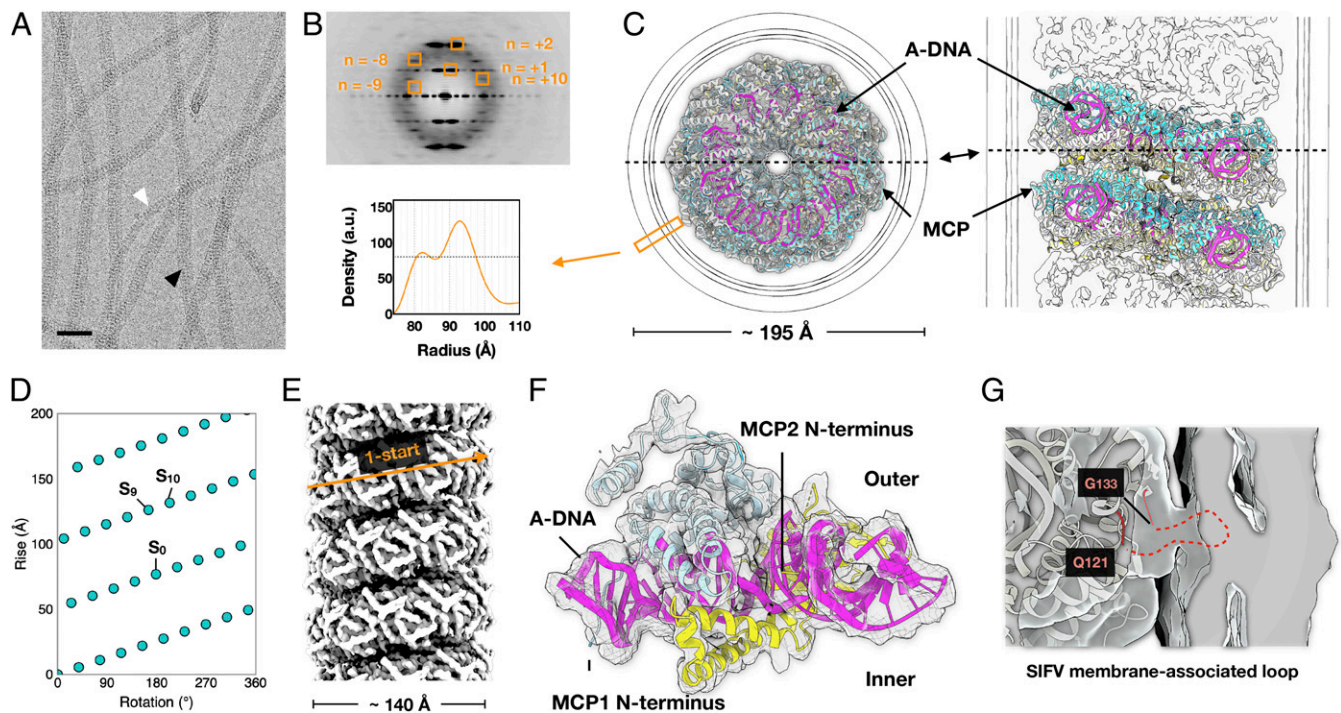 A
B
n = +2
n = -8
n = +1
n = -9
n = +10
150
100
50
0
Density (a.u.)
80 90 100 110
Radius (Å)
C
A-DNA
MCP
~ 195 Å
D
200
150
100
50
0
Rise (Å)
S9
S10
S0
0 90 180 270 360
Rotation (°)
E
1-start
~ 140 Å
F
MCP2 N-terminus
Outer
A-DNA
Inner
MCP1 N-terminus
G
G133
Q121
SIFV membrane-associated loop